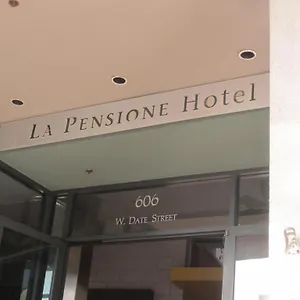 LA PENSIONE HOTEL
606
W. DATE STREET